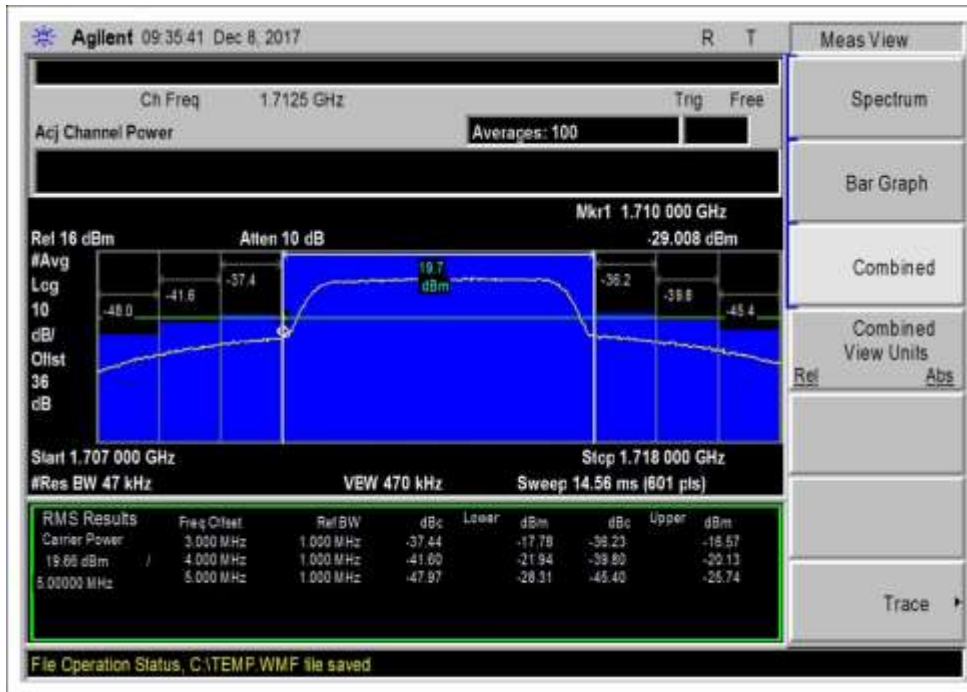 Agilent 09:35:41 Dec 8, 2017 R T
Meas View
Ch Freq 1.7125 GHz Trig Free
Acj Channel Power Averages: 100
Mkr1 1.710 000 GHz
Ref 16 dBm Atten 10 dB -29.008 dBm
#Avg
Log
10
dB/
Offst
36
dB
-48.0
-41.6
-37.4
19.7
dBm
-36.2
-39.8
-45.4
Start 1.707 000 GHz Stop 1.718 000 GHz
#Res BW 47 kHz VBW 470 kHz Sweep 14.56 ms (601 pts)
RMS Results Freq Offset Ref BW dBc Lower dBm dBc Upper dBm
Carrier Power 3.000 MHz 1.000 MHz -37.44 -17.78 -36.23 -16.57
19.66 dBm / 4.000 MHz 1.000 MHz -41.60 -21.94 -39.80 -20.13
5.00000 MHz 5.000 MHz 1.000 MHz -47.97 -28.31 -45.40 -25.74
File Operation Status, C:\TEMP.WMF file saved
Spectrum
Bar Graph
Combined
Combined
View Units
Rel Abs
Trace